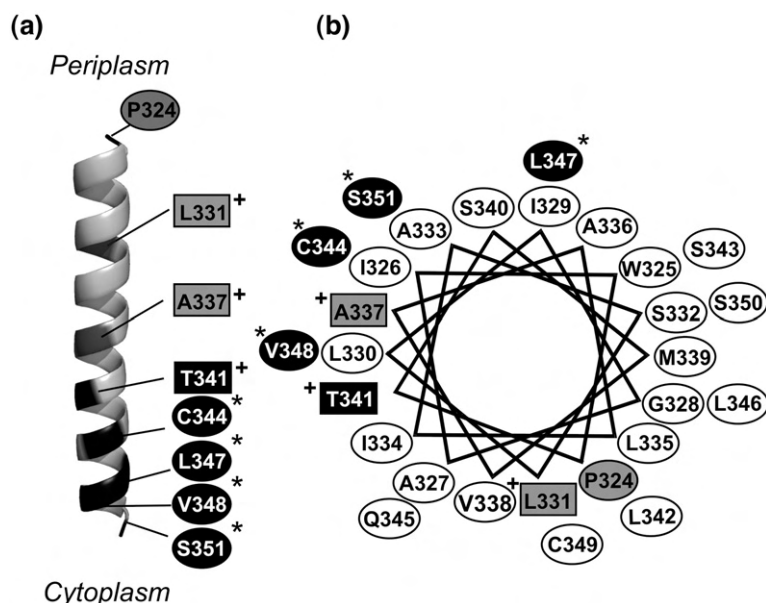 (a)
Periplasm
P324
L331 +
A337 +
T341 +
C344 *
L347 *
V348 *
S351 *
Cytoplasm
(b)
L347 *
* S351
S340
I329
A333
A336
* C344
S343
I326
W325
+ A337
S332
S350
* V348
L330
M339
+ T341
G328
L346
I334
L335
A327
P324
V338
+ L331
Q345
L342
C349